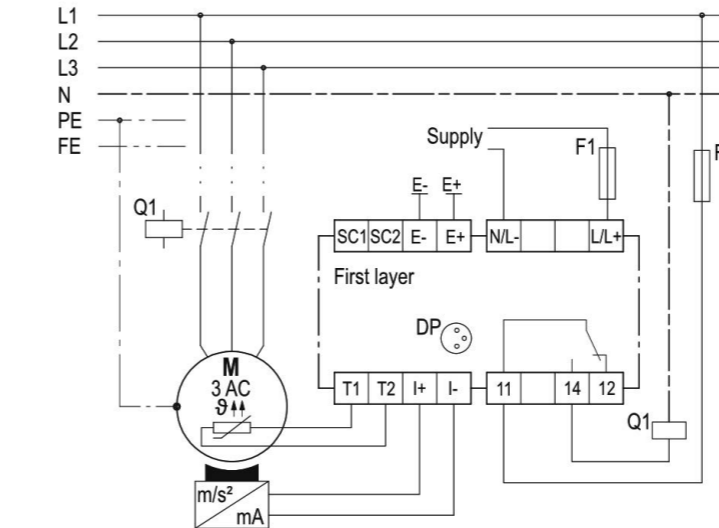 L1
L2
L3
N
PE
FE
Supply
F1
F
E- E+
Q1
SC1 SC2 E- E+ N/L- L/L+
First layer
DP
M
3 AC
ϑ
T1 T2 I+ I- 11 14 12
Q1
m/s²
mA